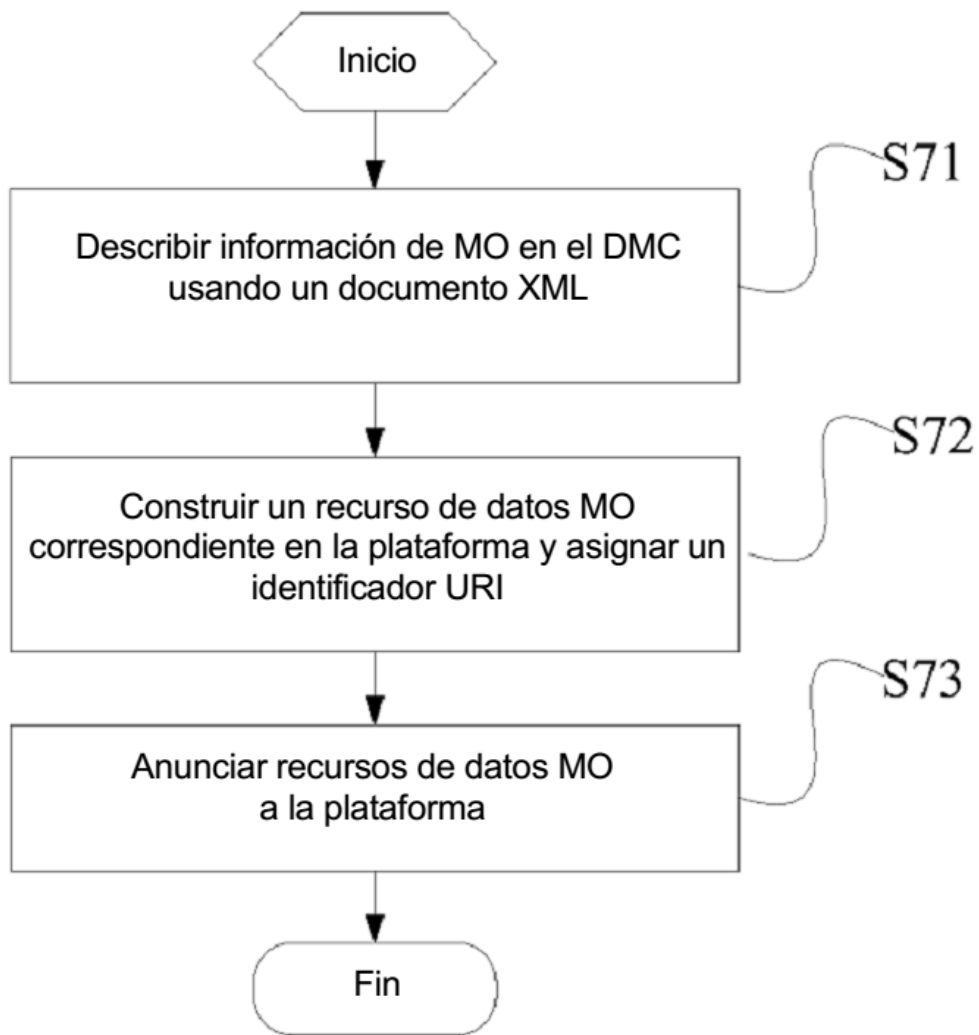 Inicio
S71
Describir información de MO en el DMC
usando un documento XML
S72
Construir un recurso de datos MO
correspondiente en la plataforma y asignar un
identificador URI
S73
Anunciar recursos de datos MO
a la plataforma
Fin